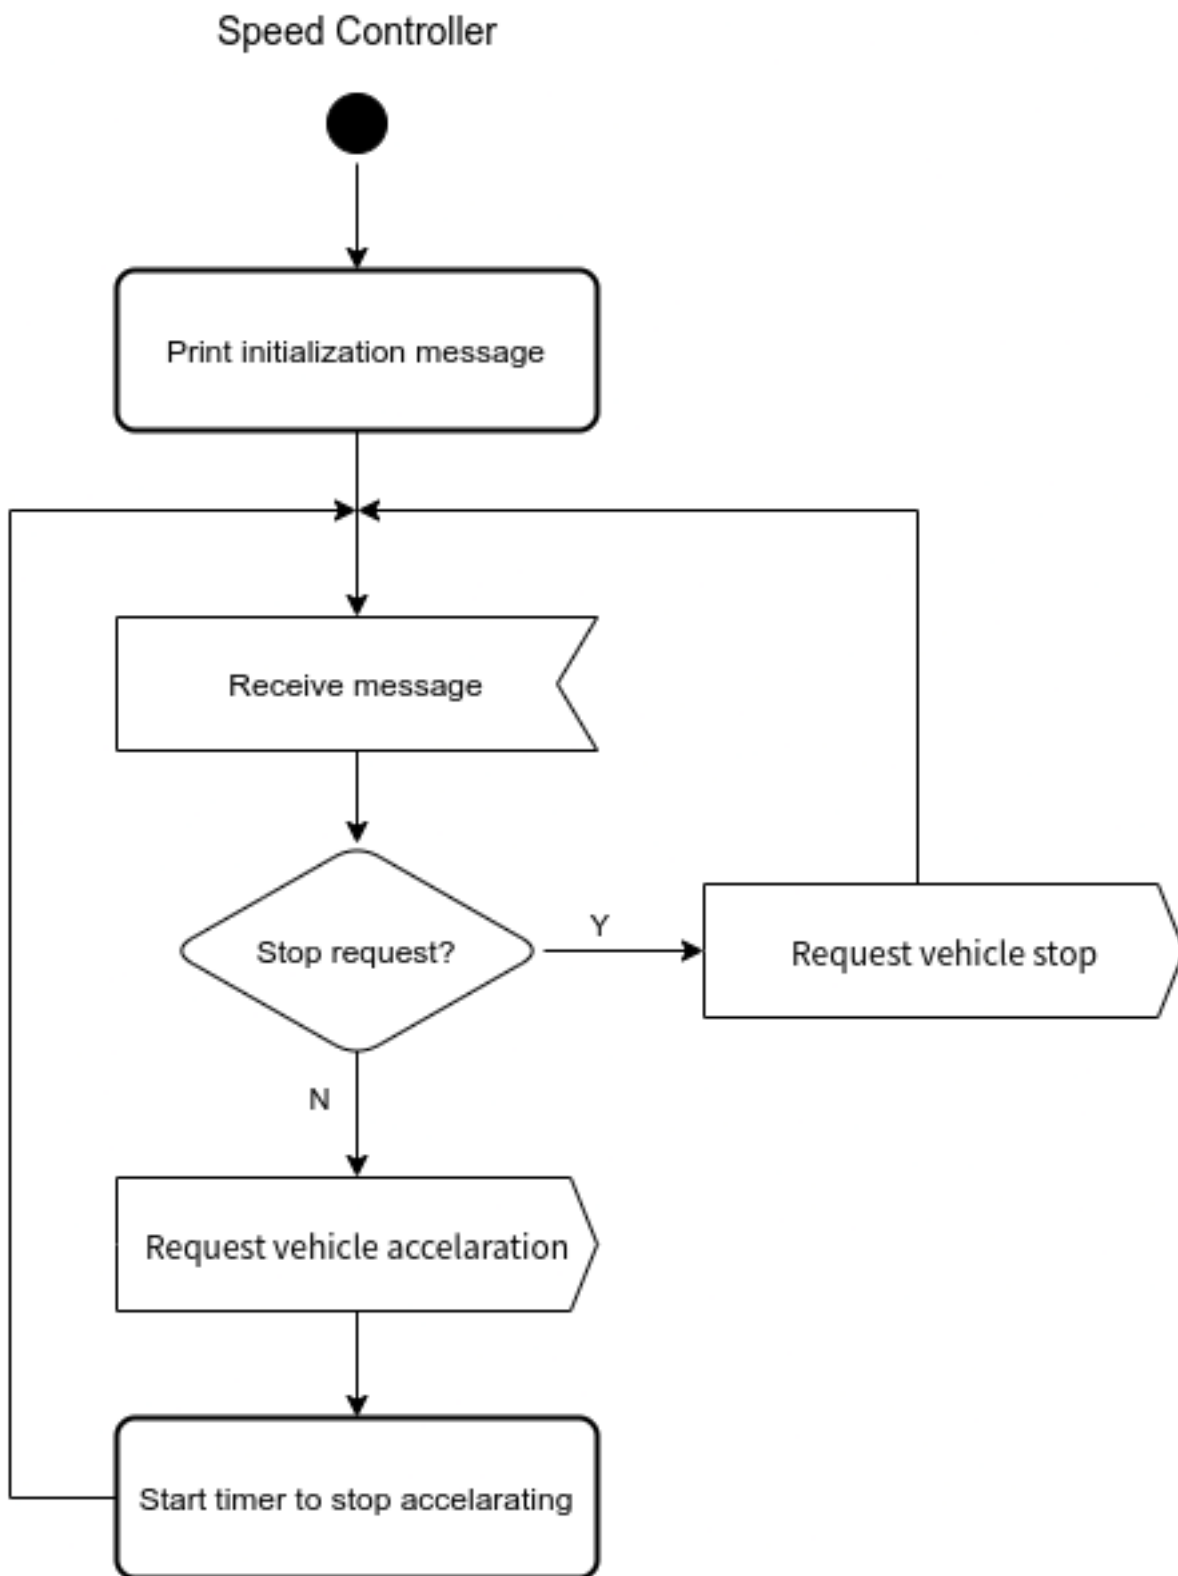 Speed Controller
Print initialization message
Receive message
Stop request?
Y
Request vehicle stop
N
Request vehicle accelaration
Start timer to stop accelarating